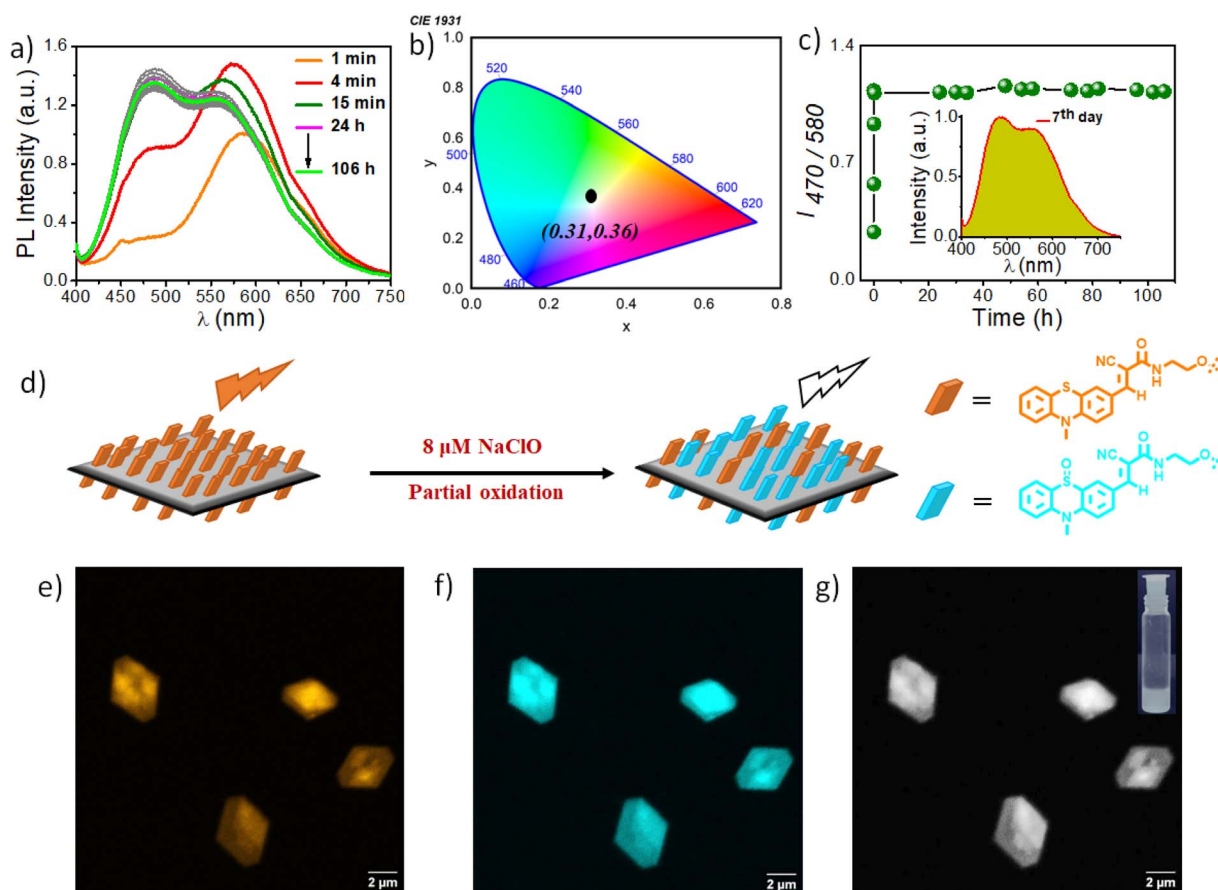 a)
PL Intensity (a.u.)
1.6
1.2
0.8
0.4
0.0
400 450 500 550 600 650 700 750
λ (nm)
1 min
4 min
15 min
24 h
106 h
CIE 1931
b)
y
1.0
0.8
0.6
0.4
0.2
0.0
0.0 0.2 0.4 0.6 0.8
x
520
540
560
500
580
600
620
480
460
(0.31,0.36)
c)
I 470 / 580
1.4
0.7
0.0
0 20 40 60 80 100
Time (h)
7th day
Intensity (a.u.)
1.0
0.5
0.0
400 500 600 700
λ (nm)
d)
8 μM NaClO
Partial oxidation
=
NC
O
N
H
O
H
S
N
=
NC
O
N
H
O
H
O
S
N
e)
2 μm
f)
2 μm
g)
2 μm